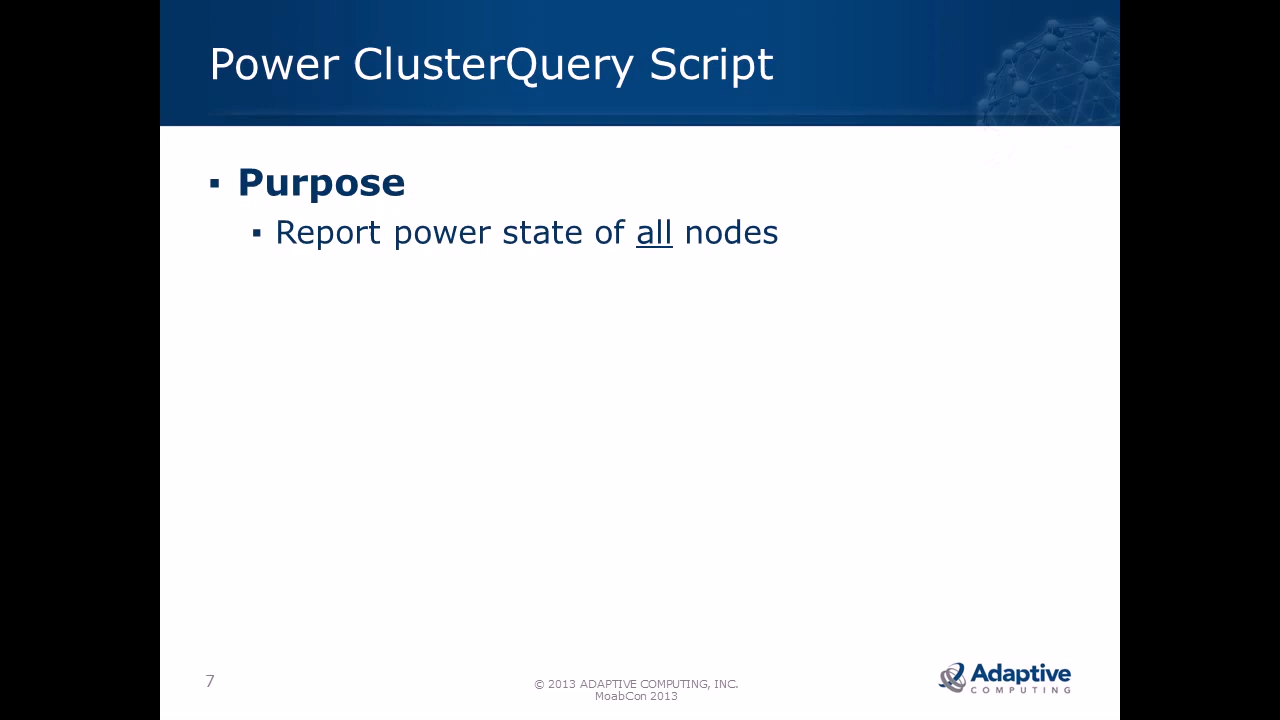 Power ClusterQuery Script
▪ Purpose
▪ Report power state of all nodes
7
© 2013 ADAPTIVE COMPUTING, INC.
MoabCon 2013
Adaptive
COMPUTING